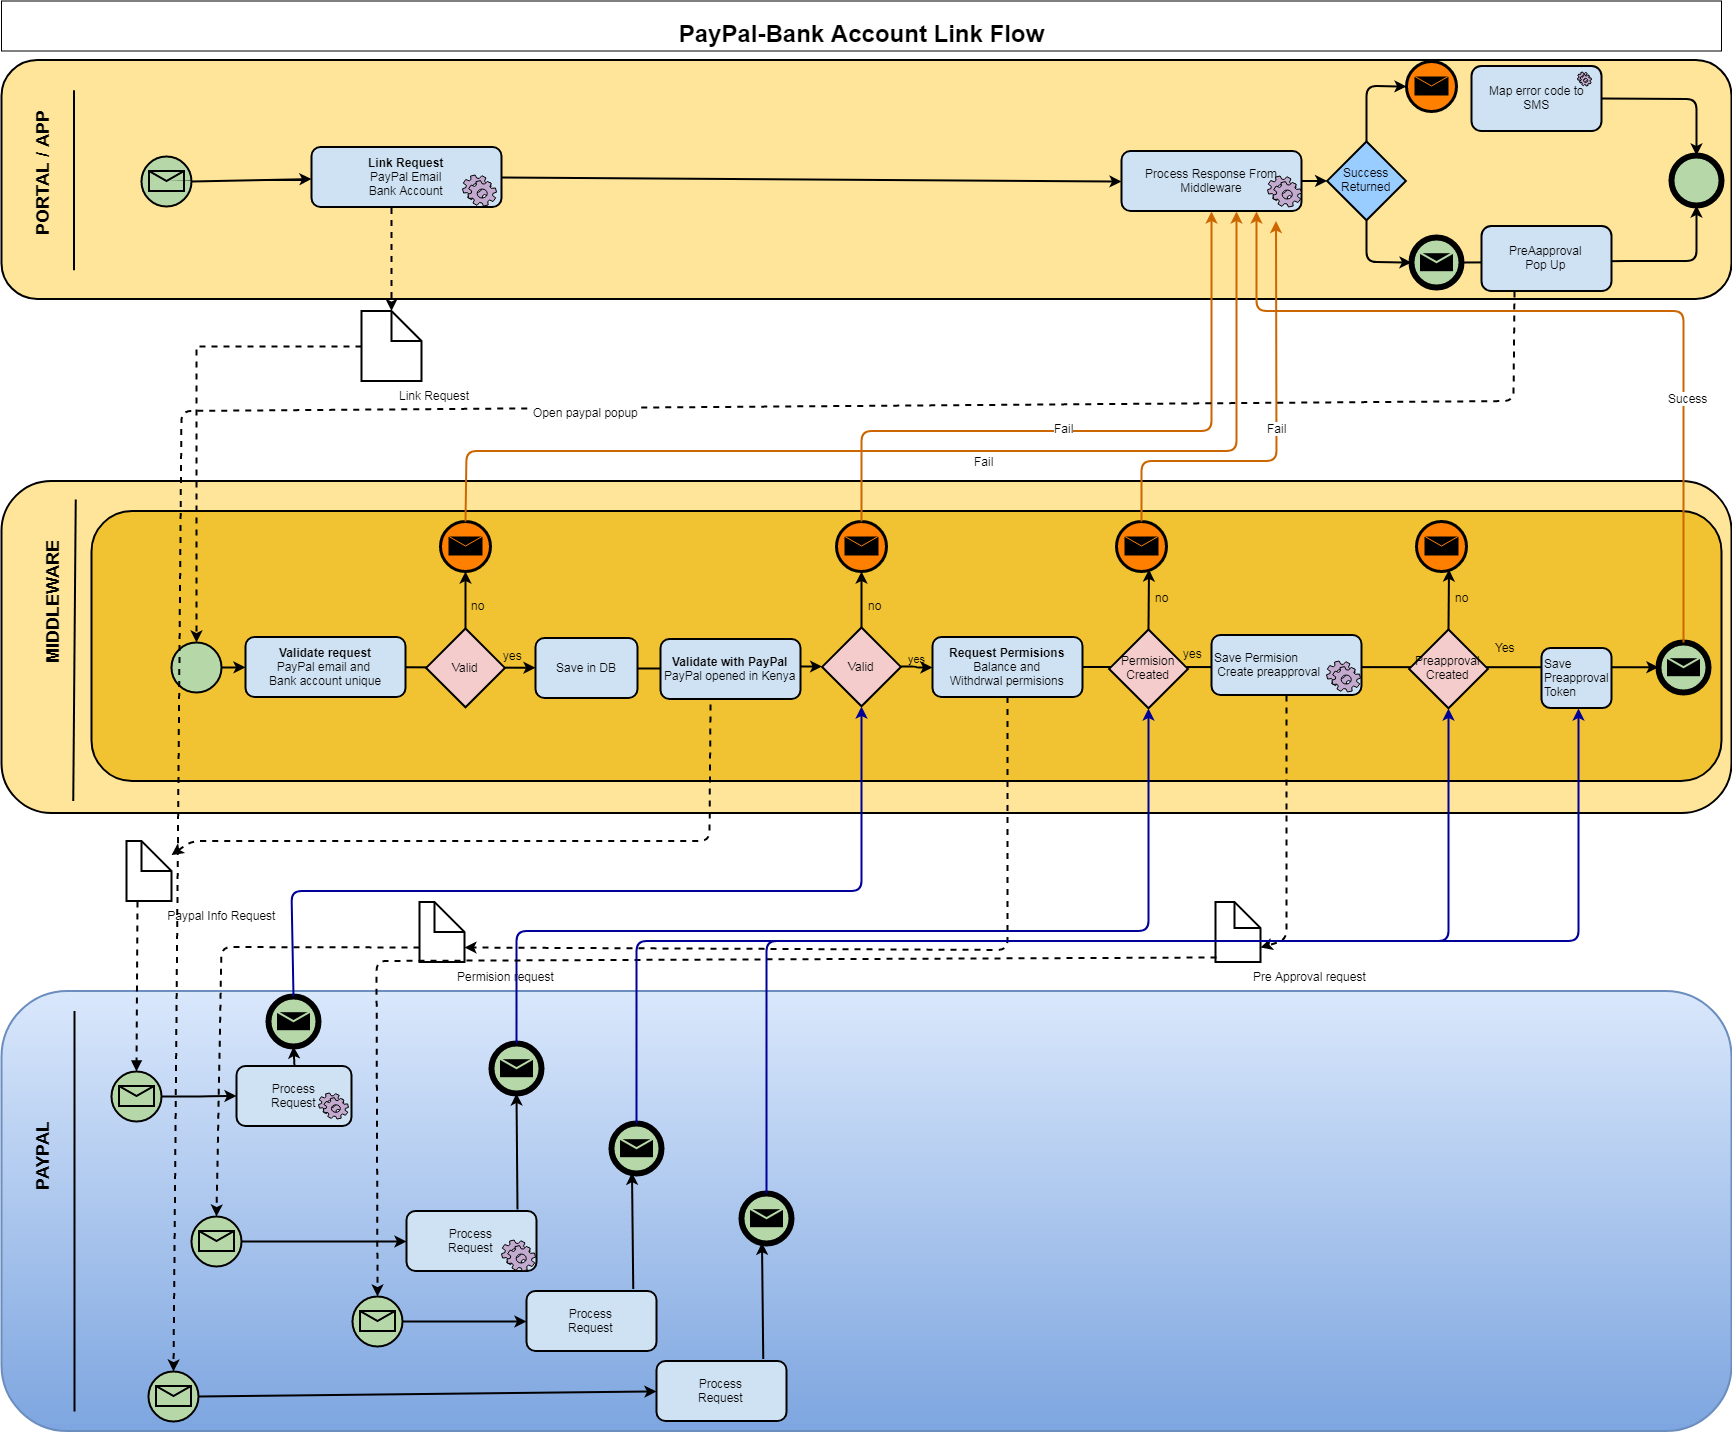 PayPal-Bank Account Link Flow
PORTAL / APP
Link Request
PayPal Email
Bank Account
Process Response From
Middleware
Success
Returned
Map error code to
SMS
PreAapproval
Pop Up
Link Request
Open paypal popup
Sucess
Fail
Fail
Fail
MIDDLEWARE
no
no
no
no
Validate request
PayPal email and
Bank account unique
Valid
yes
Save in DB
Validate with PayPal
PayPal opened in Kenya
Valid
yes
Request Permisions
Balance and
Withdrwal permisions
Permision
Created
yes
Save Permision
Create preapproval
Preapproval
Created
Yes
Save
Preapproval
Token
Paypal Info Request
Permision request
Pre Approval request
PAYPAL
Process
Request
Process
Request
Process
Request
Process
Request